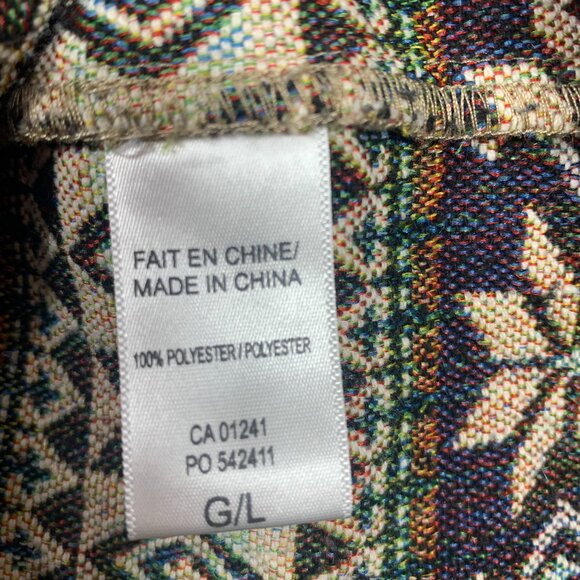 FAIT EN CHINE/
MADE IN CHINA
100% POLYESTER/POLYESTER
CA 01241
PO 542411
G/L